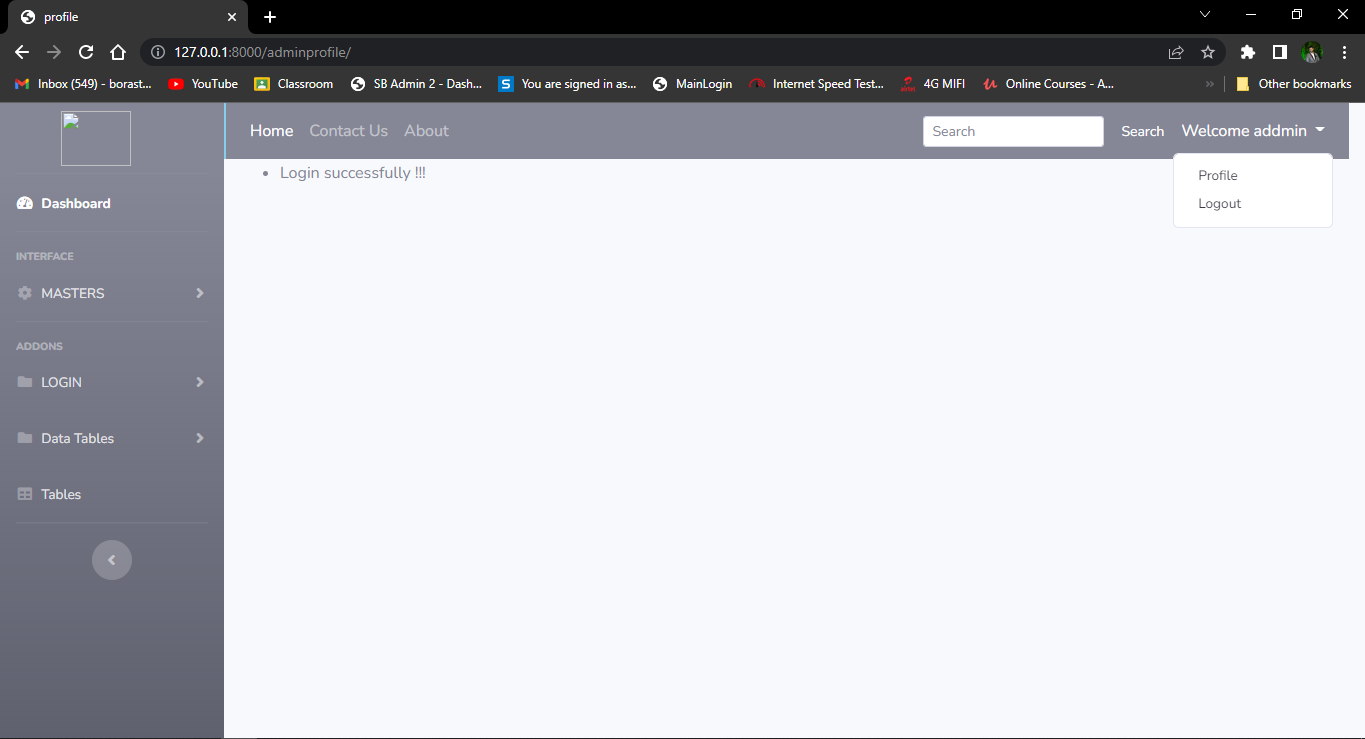 profile
127.0.0.1:8000/adminprofile/
Inbox (549) - borast... YouTube Classroom SB Admin 2 - Dash... S You are signed in as... MainLogin Internet Speed Test... airtel 4G MIFI Online Courses - A... » Other bookmarks
Home Contact Us About Search Search Welcome addmin
Login successfully !!!
Profile
Logout
Dashboard
INTERFACE
MASTERS
ADDONS
LOGIN
Data Tables
Tables